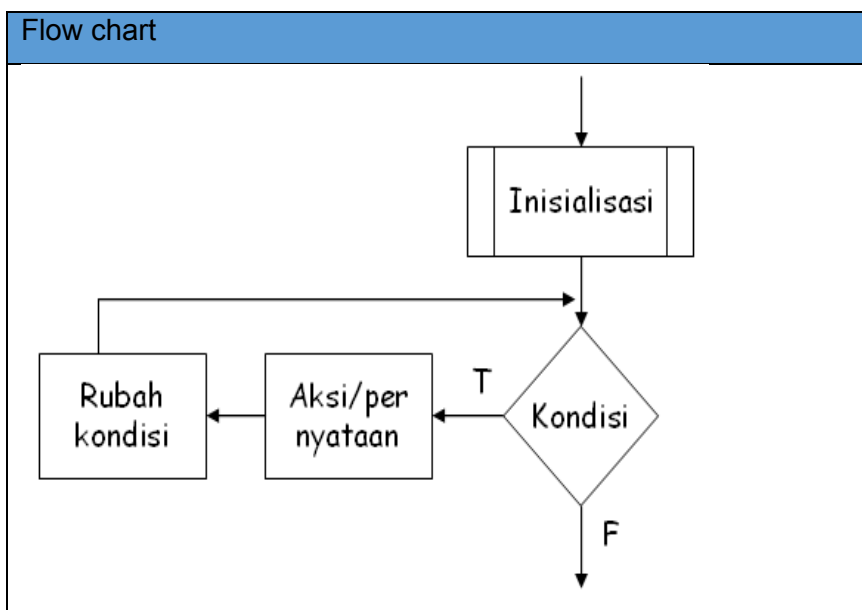 Flow chart
Inisialisasi
Kondisi
T
Aksi/per
nyataan
Rubah
kondisi
F